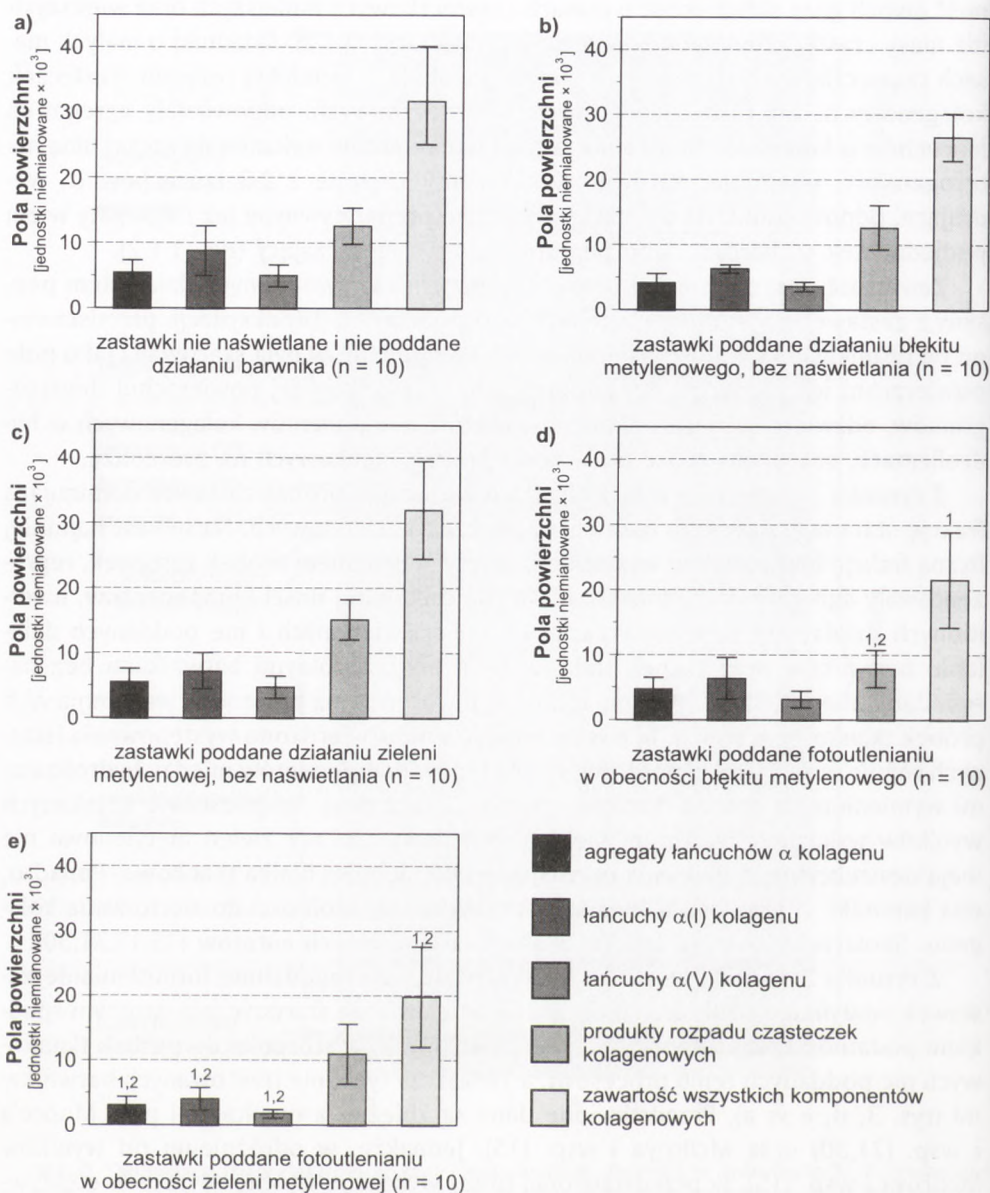 a)
Pola powierzchni
[jednostki niemianowane × 10³]
40
30
20
10
0
zastawki nie naświetlane i nie poddane
działaniu barwnika (n = 10)
b)
Pola powierzchni
[jednostki niemianowane × 10³]
40
30
20
10
0
zastawki poddane działaniu błękitu
metylenowego, bez naświetlania (n = 10)
c)
Pola powierzchni
[jednostki niemianowane × 10³]
40
30
20
10
0
zastawki poddane działaniu zieleni
metylenowej, bez naświetlania (n = 10)
d)
Pola powierzchni
[jednostki niemianowane × 10³]
40
30
20
10
0
1,2
1
zastawki poddane fotoutlenianiu
w obecności błękitu metylenowego (n = 10)
e)
Pola powierzchni
[jednostki niemianowane × 10³]
40
30
20
10
0
1,2
1,2
1,2
1,2
zastawki poddane fotoutlenianiu
w obecności zieleni metylenowej (n = 10)
agregaty łańcuchów α kolagenu
łańcuchy α(I) kolagenu
łańcuchy α(V) kolagenu
produkty rozpadu cząsteczek
kolagenowych
zawartość wszystkich komponentów
kolagenowych